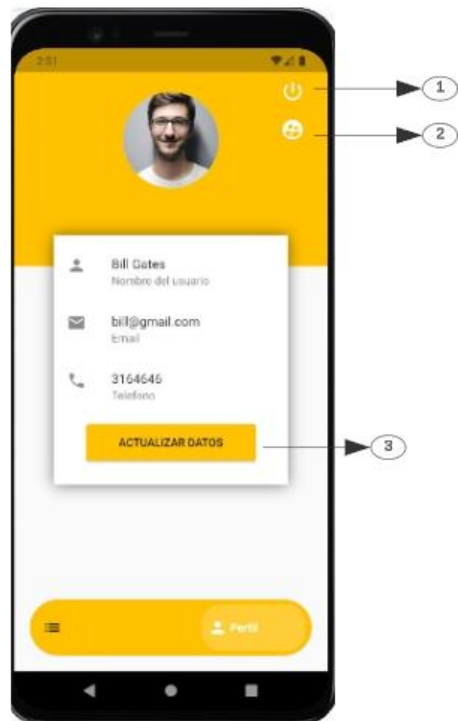 2:51
1
2
Bill Gates
Nombre del usuario
bill@gmail.com
Email
3164646
Telefono
ACTUALIZAR DATOS
3
Perfil